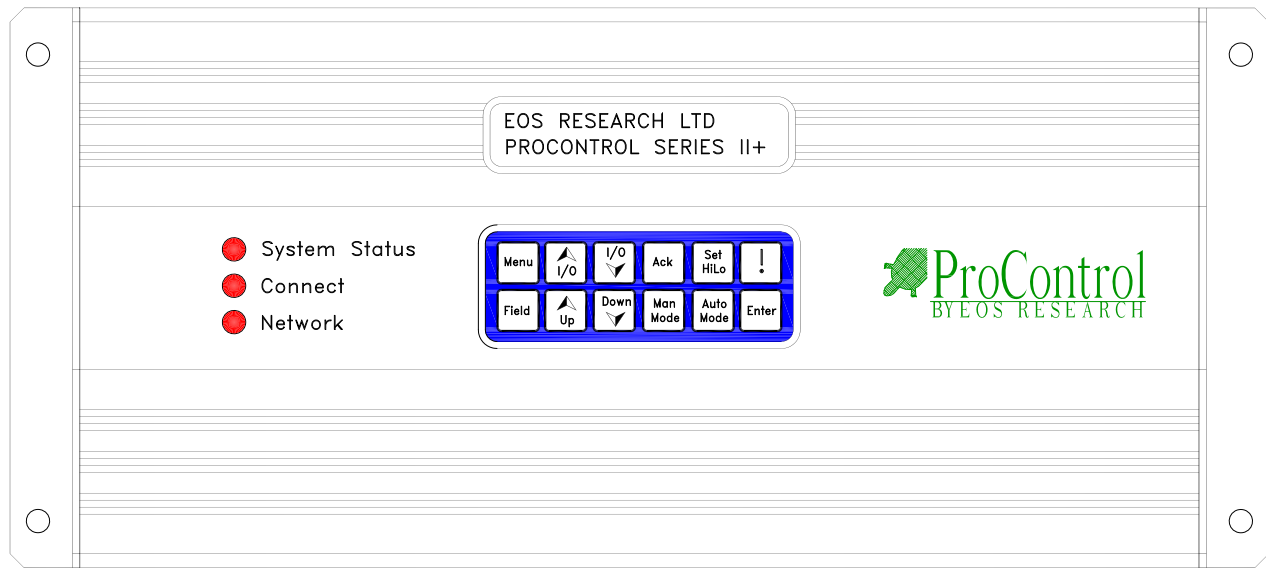 EOS RESEARCH LTD
PROCONTROL SERIES II+
System Status
Connect
Network
Menu
I/O
I/O
Ack
Set
HiLo
!
Field
Up
Down
Man
Mode
Auto
Mode
Enter
ProControl
BY EOS RESEARCH